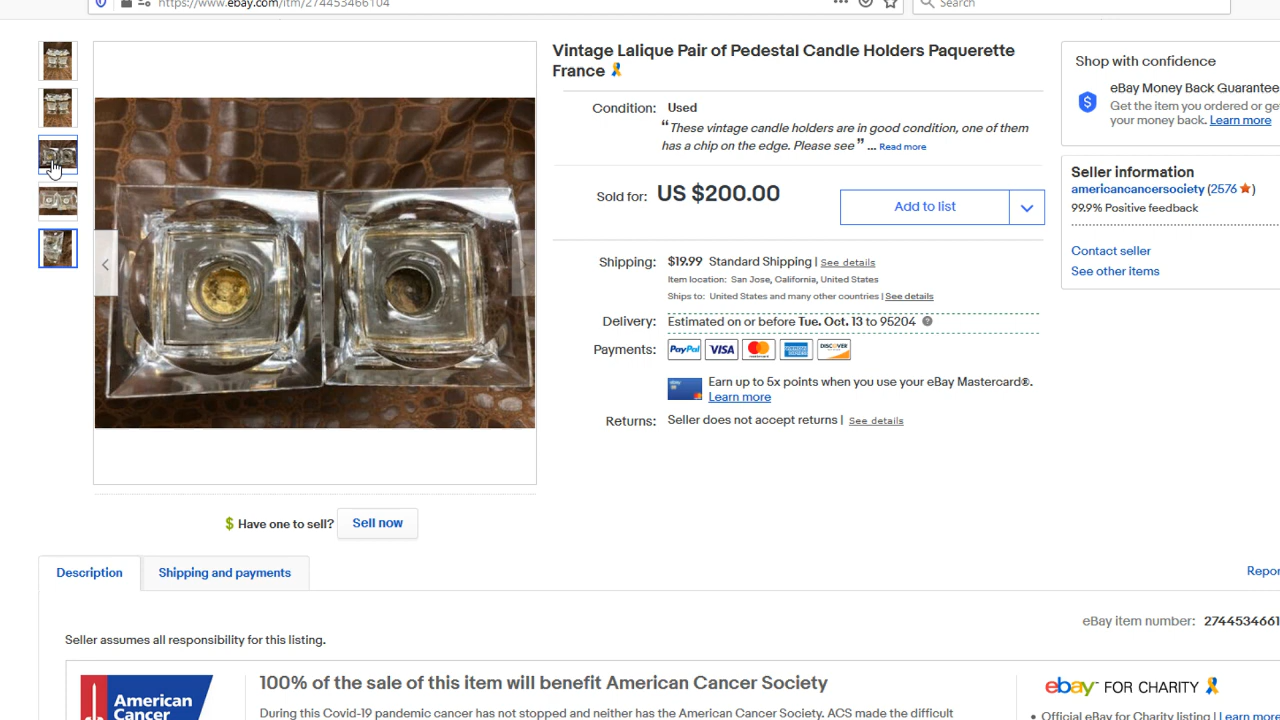 https://www.ebay.com/itm/274453466104
Search
Vintage Lalique Pair of Pedestal Candle Holders Paquerette
France
Condition: Used
“These vintage candle holders are in good condition, one of them
has a chip on the edge. Please see” ... Read more
Sold for: US $200.00
Add to list
Shipping: $19.99 Standard Shipping | See details
Item location: San Jose, California, United States
Ships to: United States and many other countries | See details
Delivery: Estimated on or before Tue. Oct. 13 to 95204
Payments: PayPal VISA MasterCard AMERICAN EXPRESS DISCOVER
Earn up to 5x points when you use your eBay Mastercard®.
Learn more
Returns: Seller does not accept returns | See details
Shop with confidence
eBay Money Back Guarantee
Get the item you ordered or ge
your money back. Learn more
Seller information
americancancersociety (2576)
99.9% Positive feedback
Contact seller
See other items
$ Have one to sell? Sell now
Description
Shipping and payments
Repor
eBay item number: 2744534661
Seller assumes all responsibility for this listing.
American
Cancer
100% of the sale of this item will benefit American Cancer Society
During this Covid-19 pandemic cancer has not stopped and neither has the American Cancer Society. ACS made the difficult
ebay FOR CHARITY
• Official eBay for Charity listing | Learn more